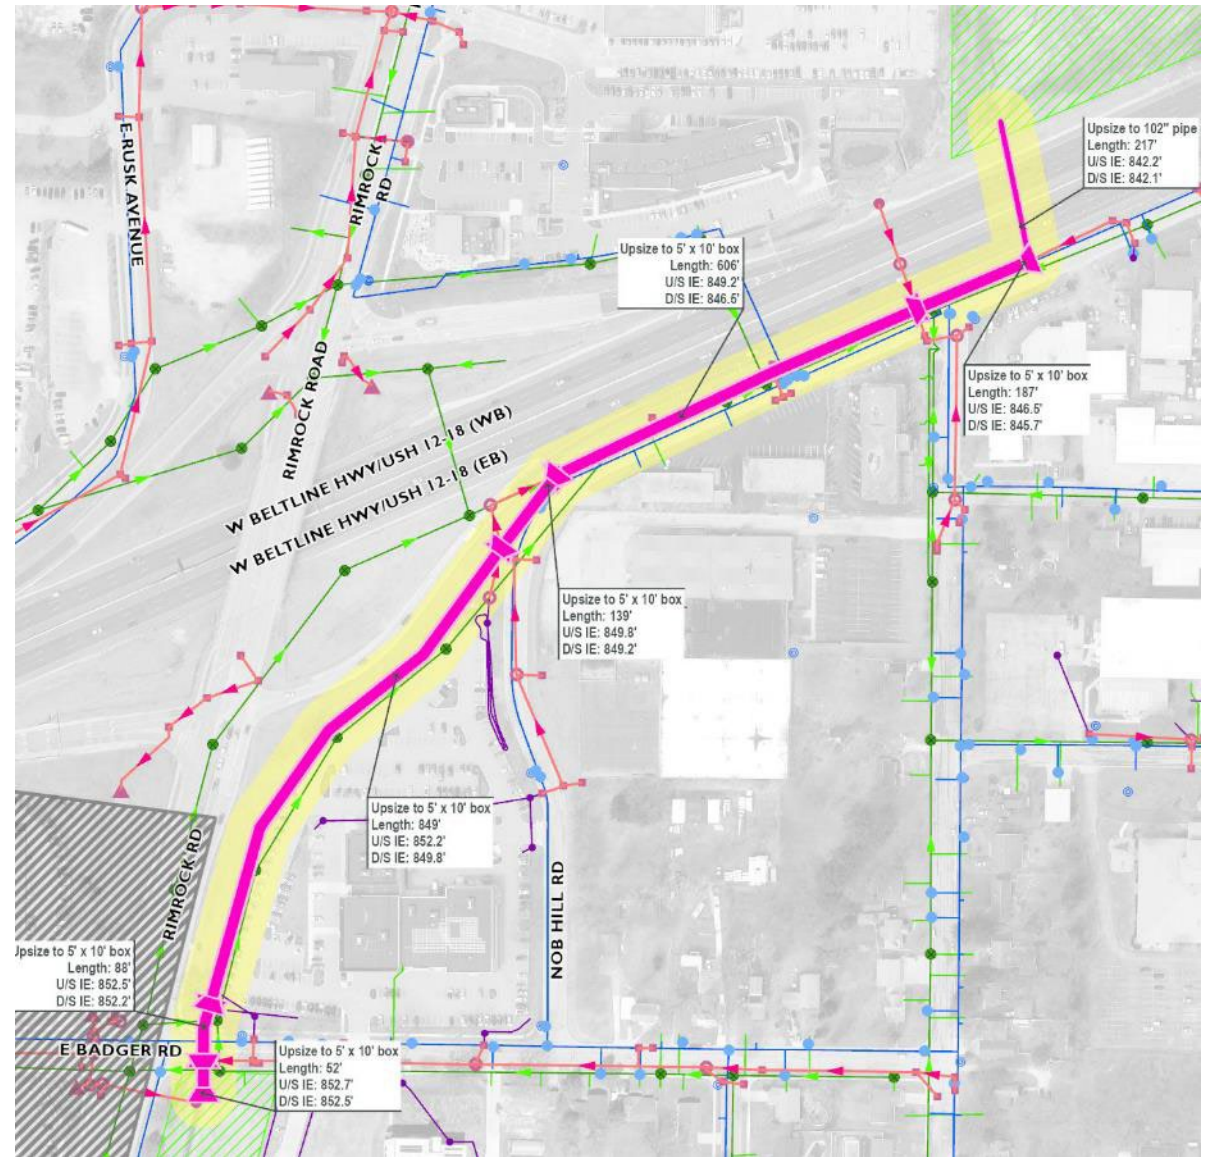 E RUSK AVENUE
RIMROCK
RD
Upsize to 102" pipe
Length: 217'
U/S IE: 842.2'
D/S IE: 842.1'
Upsize to 5' x 10' box
Length: 606'
U/S IE: 849.2'
D/S IE: 846.5'
RIMROCK ROAD
Upsize to 5' x 10' box
Length: 187'
U/S IE: 846.5'
D/S IE: 845.7'
W BELTLINE HWY/USH 12-18 (WB)
W BELTLINE HWY/USH 12-18 (EB)
Upsize to 5' x 10' box
Length: 139'
U/S IE: 849.8'
D/S IE: 849.2'
Upsize to 5' x 10' box
Length: 849'
U/S IE: 852.2'
D/S IE: 849.8'
RIMROCK RD
NOB HILL RD
Upsize to 5' x 10' box
Length: 88'
U/S IE: 852.5'
D/S IE: 852.2'
E BADGER RD
Upsize to 5' x 10' box
Length: 52'
U/S IE: 852.7'
D/S IE: 852.5'